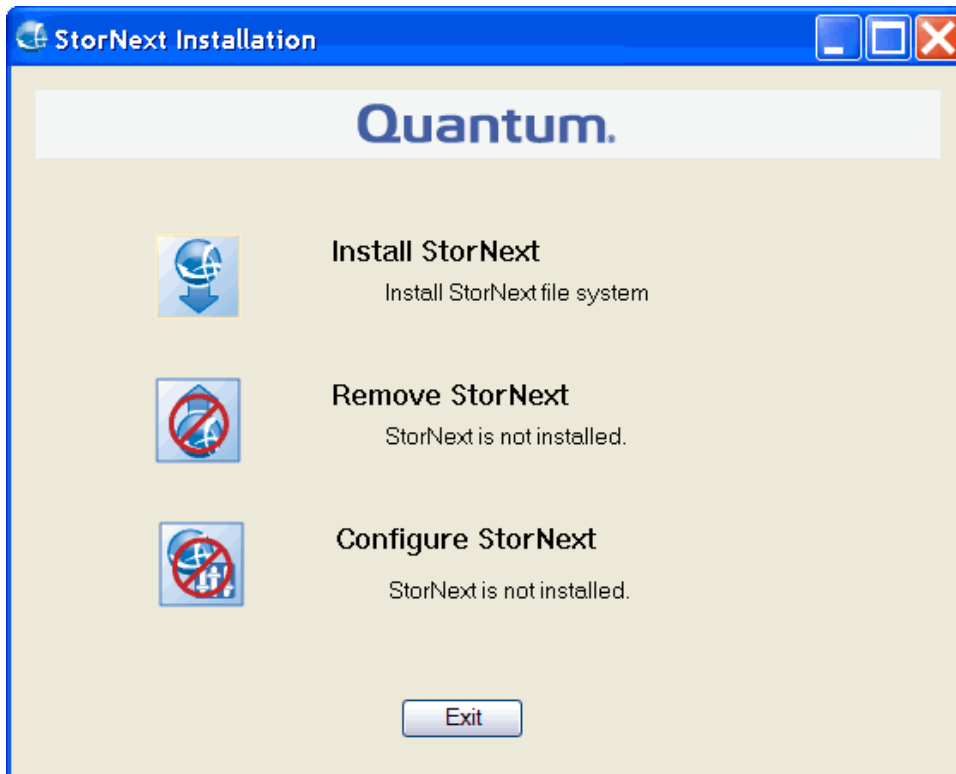 StorNext Installation
Quantum®
Install StorNext
Install StorNext file system
Remove StorNext
StorNext is not installed.
Configure StorNext
StorNext is not installed.
Exit